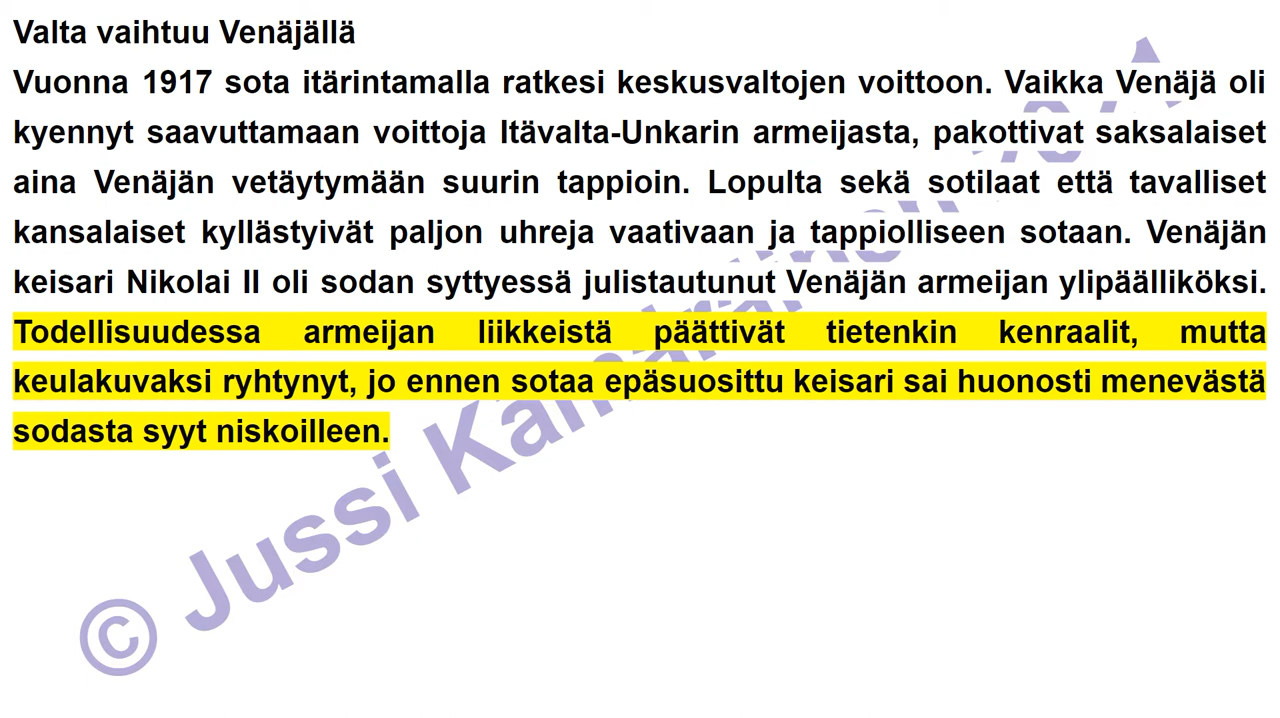 Valta vaihtuu Venäjällä
Vuonna 1917 sota itärintamalla ratkesi keskusvaltojen voittoon. Vaikka Venäjä oli
kyennyt saavuttamaan voittoja Itävalta-Unkarin armeijasta, pakottivat saksalaiset
aina Venäjän vetäytymään suurin tappioin. Lopulta sekä sotilaat että tavalliset
kansalaiset kyllästyivät paljon uhreja vaativaan ja tappiolliseen sotaan. Venäjän
keisari Nikolai II oli sodan syttyessä julistautunut Venäjän armeijan ylipäälliköksi.
Todellisuudessa armeijan liikkeistä päättivät tietenkin kenraalit, mutta
keulakuvaksi ryhtynyt, jo ennen sotaa epäsuosittu keisari sai huonosti menevästä
sodasta syyt niskoilleen.
© Jussi